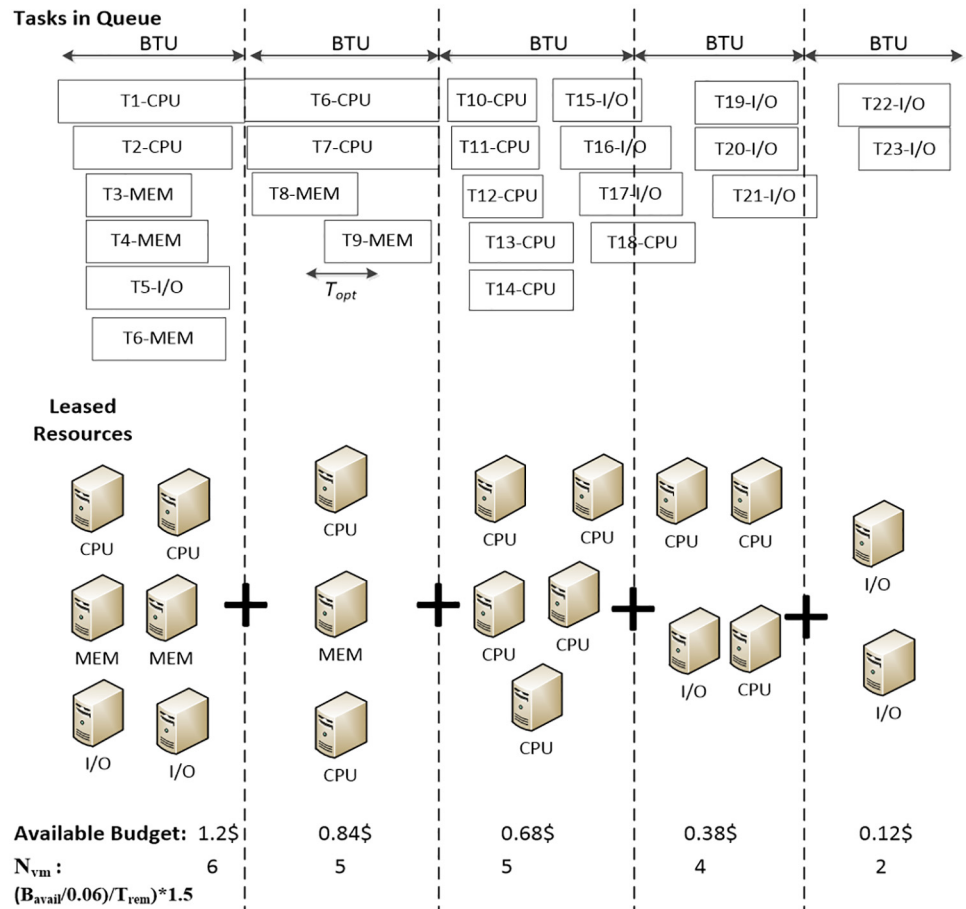 Tasks in Queue
BTU BTU BTU BTU BTU
T1-CPU T6-CPU T10-CPU T15-I/O T19-I/O T22-I/O
T2-CPU T7-CPU T11-CPU T16-I/O T20-I/O T23-I/O
T3-MEM T8-MEM T12-CPU T17-I/O T21-I/O
T4-MEM T9-MEM T13-CPU T18-CPU
T5-I/O Topt T14-CPU
T6-MEM
Leased
Resources
CPU CPU CPU CPU CPU CPU CPU I/O
MEM MEM MEM CPU CPU I/O CPU
I/O I/O CPU CPU I/O
Available Budget: 1.2$ 0.84$ 0.68$ 0.38$ 0.12$
Nvm : 6 5 5 4 2
(Bavail/0.06)/Trem)*1.5